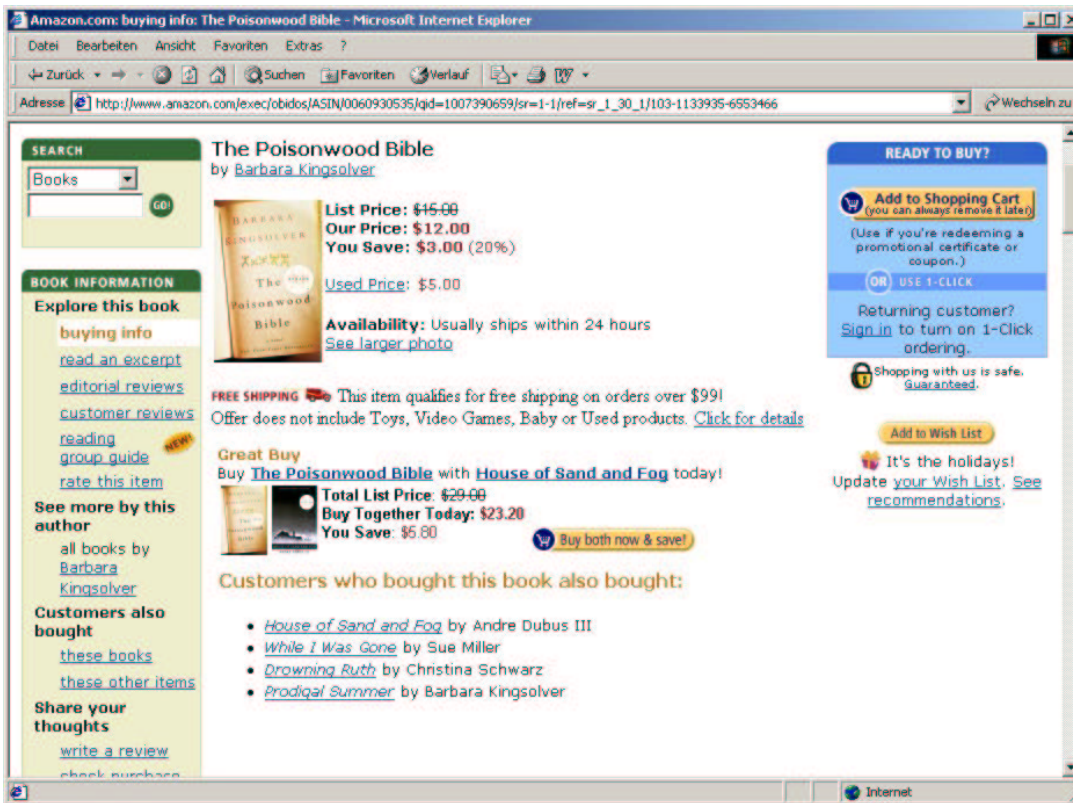 Amazon.com: buying info: The Poisonwood Bible - Microsoft Internet Explorer
Datei Bearbeiten Ansicht Favoriten Extras ?
Zurück Suchen Favoriten Verlauf
Adresse http://www.amazon.com/exec/obidos/ASIN/0060930535/qid=1007390659/sr=1-1/ref=sr_1_30_1/103-1133935-6553466 Wechseln zu
SEARCH
Books
GO!
BOOK INFORMATION
Explore this book
buying info
read an excerpt
editorial reviews
customer reviews
reading
group guide
NEW!
rate this item
See more by this
author
all books by
Barbara
Kingsolver
Customers also
bought
these books
these other items
Share your
thoughts
write a review
check purchase
The Poisonwood Bible
by Barbara Kingsolver
BARBARA
KINGSOLVER
The
Poisonwood
Bible
List Price: $15.00
Our Price: $12.00
You Save: $3.00 (20%)
Used Price: $5.00
Availability: Usually ships within 24 hours
See larger photo
FREE SHIPPING This item qualifies for free shipping on orders over $99!
Offer does not include Toys, Video Games, Baby or Used products. Click for details
Great Buy
Buy The Poisonwood Bible with House of Sand and Fog today!
Total List Price: $29.00
Buy Together Today: $23.20
You Save: $5.80
Buy both now & save!
Customers who bought this book also bought:
• House of Sand and Fog by Andre Dubus III
• While I Was Gone by Sue Miller
• Drowning Ruth by Christina Schwarz
• Prodigal Summer by Barbara Kingsolver
READY TO BUY?
Add to Shopping Cart
(you can always remove it later)
(Use if you're redeeming a
promotional certificate or
coupon.)
OR USE 1-CLICK
Returning customer?
Sign in to turn on 1-Click
ordering.
Shopping with us is safe.
Guaranteed.
Add to Wish List
It's the holidays!
Update your Wish List. See
recommendations.
Internet